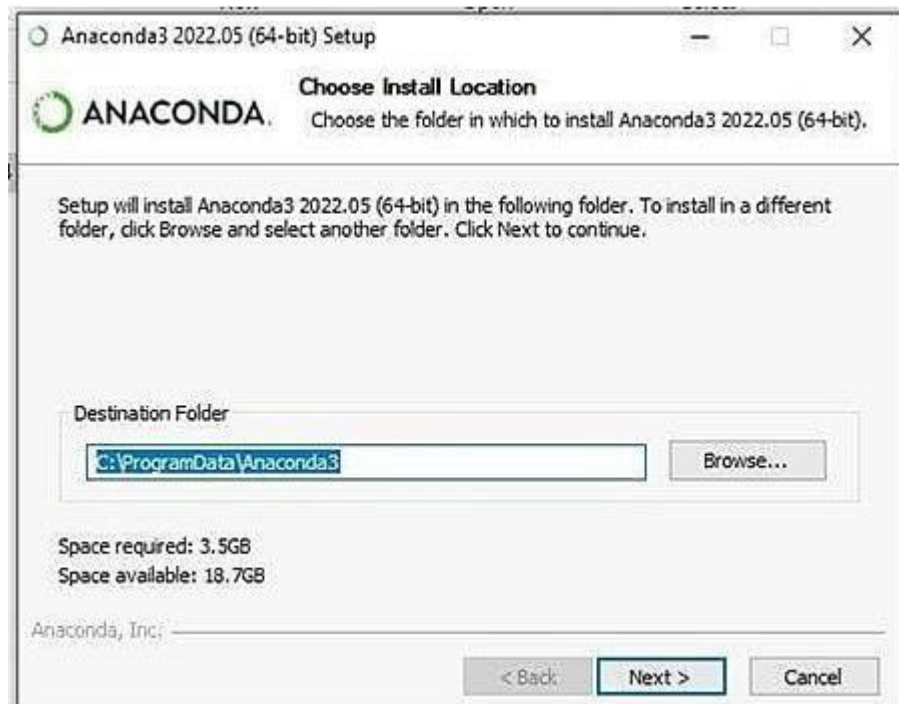 Anaconda3 2022.05 (64-bit) Setup
ANACONDA.
Choose Install Location
Choose the folder in which to install Anaconda3 2022.05 (64-bit).
Setup will install Anaconda3 2022.05 (64-bit) in the following folder. To install in a different
folder, click Browse and select another folder. Click Next to continue.
Destination Folder
C:\ProgramData\Anaconda3
Browse...
Space required: 3.5GB
Space available: 18.7GB
Anaconda, Inc.
< Back
Next >
Cancel